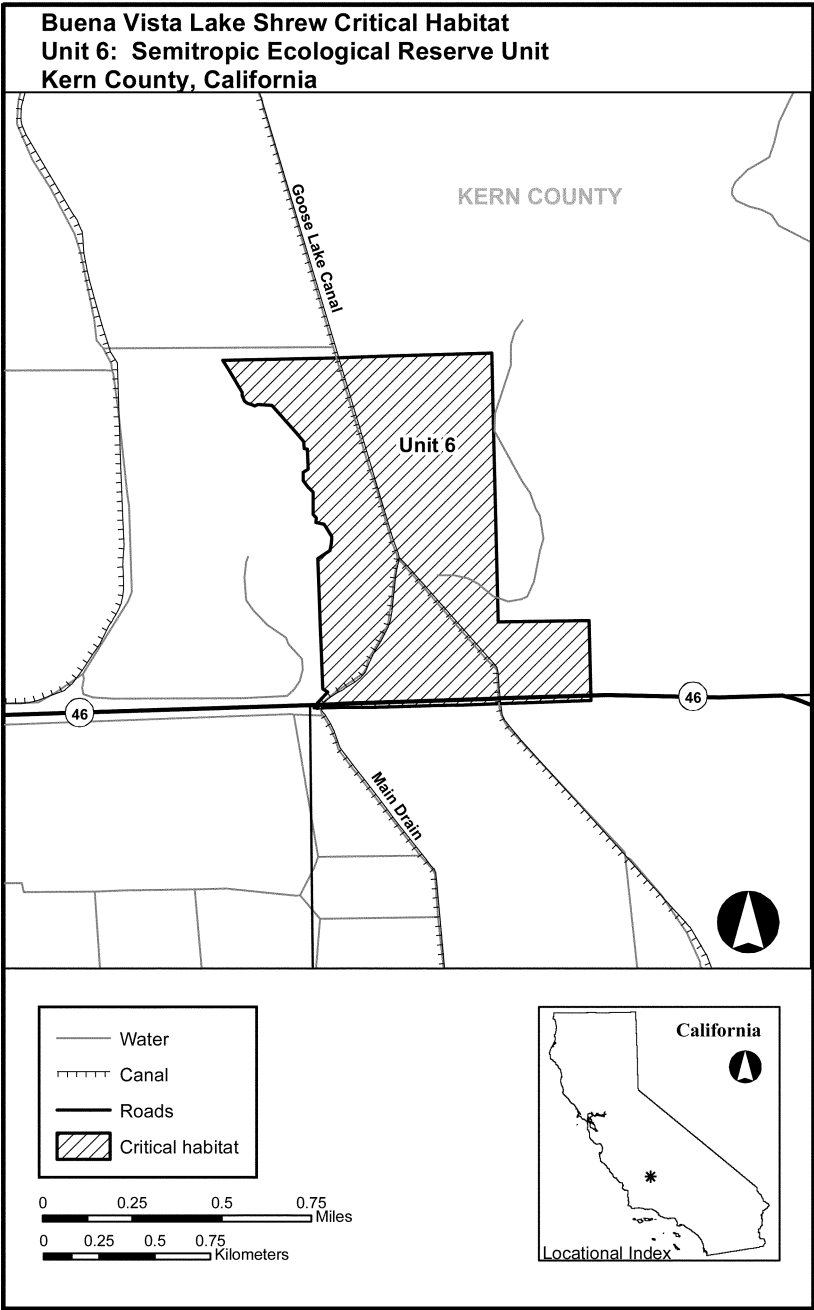 Buena Vista Lake Shrew Critical Habitat
Unit 6: Semitropic Ecological Reserve Unit
Kern County, California
KERN COUNTY
Goose Lake Canal
Unit 6
46
46
Main Drain
Water
Canal
Roads
Critical habitat
0 0.25 0.5 0.75
Miles
0 0.25 0.5 0.75
Kilometers
California
Locational Index